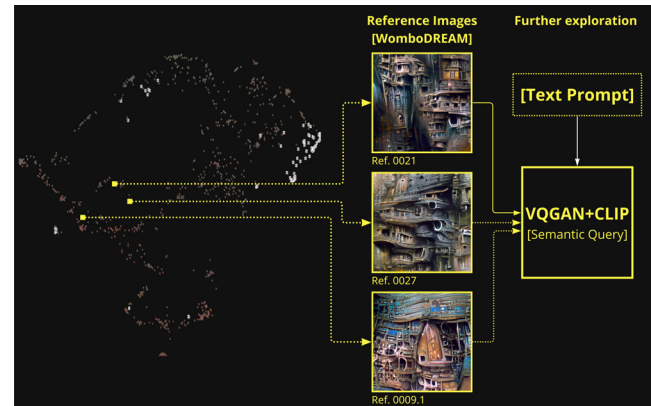 Reference Images
[WomboDREAM]
Further exploration
[Text Prompt]
Ref. 0021
VQGAN+CLIP
[Semantic Query]
Ref. 0027
Ref. 0009.1